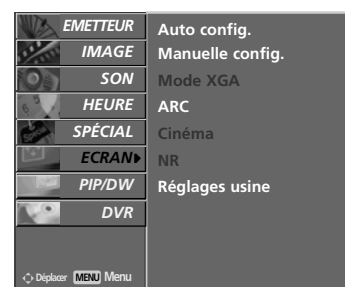 EMETTEUR
IMAGE
SON
HEURE
SPÉCIAL
ECRAN
PIP/DW
DVR
Déplacer MENU Menu
Auto config.
Manuelle config.
Mode XGA
ARC
Cinéma
NR
Réglages usine